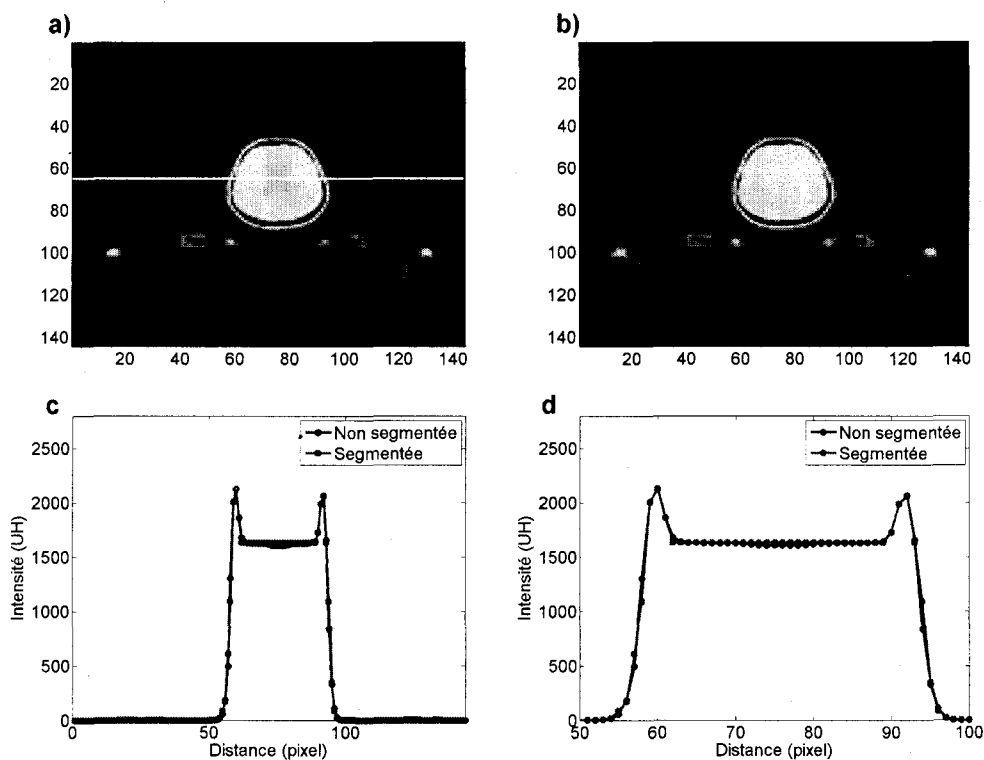 a)
20
40
60
80
100
120
140
20 40 60 80 100 120 140
b)
20
40
60
80
100
120
140
20 40 60 80 100 120 140
c
2500
2000
1500
1000
500
0
Intensité (UH)
Non segmentée
Segmentée
0 50 100
Distance (pixel)
d
2500
2000
1500
1000
500
0
Intensité (UH)
Non segmentée
Segmentée
50 60 70 80 90 100
Distance (pixel)